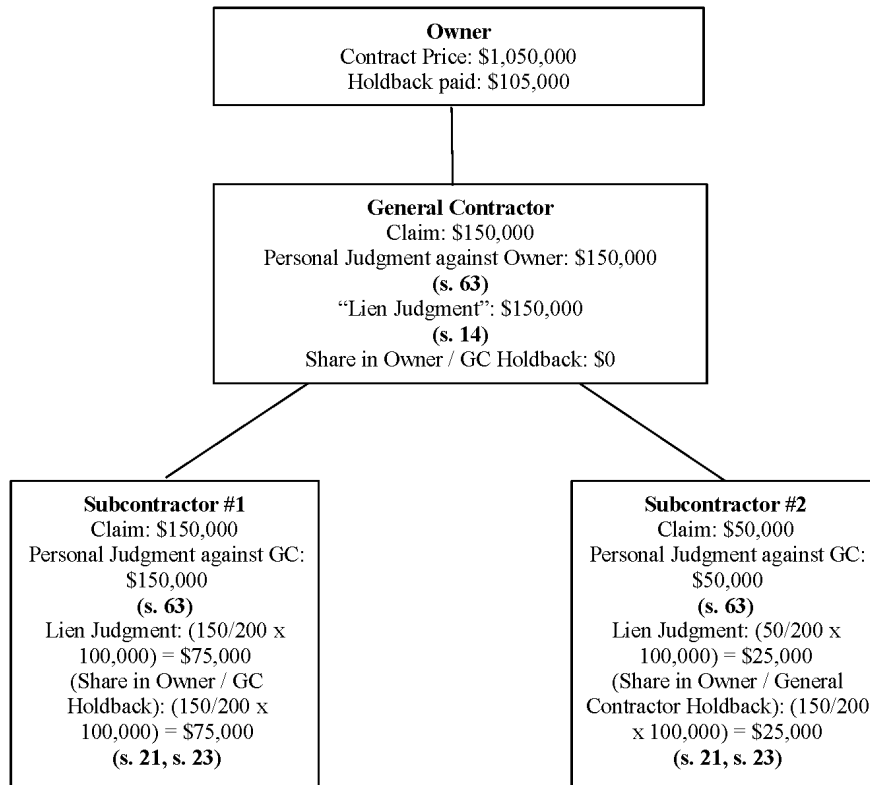 Owner
Contract Price: $1,050,000
Holdback paid: $105,000
General Contractor
Claim: $150,000
Personal Judgment against Owner: $150,000
(s. 63)
“Lien Judgment”: $150,000
(s. 14)
Share in Owner / GC Holdback: $0
Subcontractor #1
Claim: $150,000
Personal Judgment against GC:
$150,000
(s. 63)
Lien Judgment: (150/200 x
100,000) = $75,000
(Share in Owner / GC
Holdback): (150/200 x
100,000) = $75,000
(s. 21, s. 23)
Subcontractor #2
Claim: $50,000
Personal Judgment against GC:
$50,000
(s. 63)
Lien Judgment: (50/200 x
100,000) = $25,000
(Share in Owner / General
Contractor Holdback): (150/200
x 100,000) = $25,000
(s. 21, s. 23)